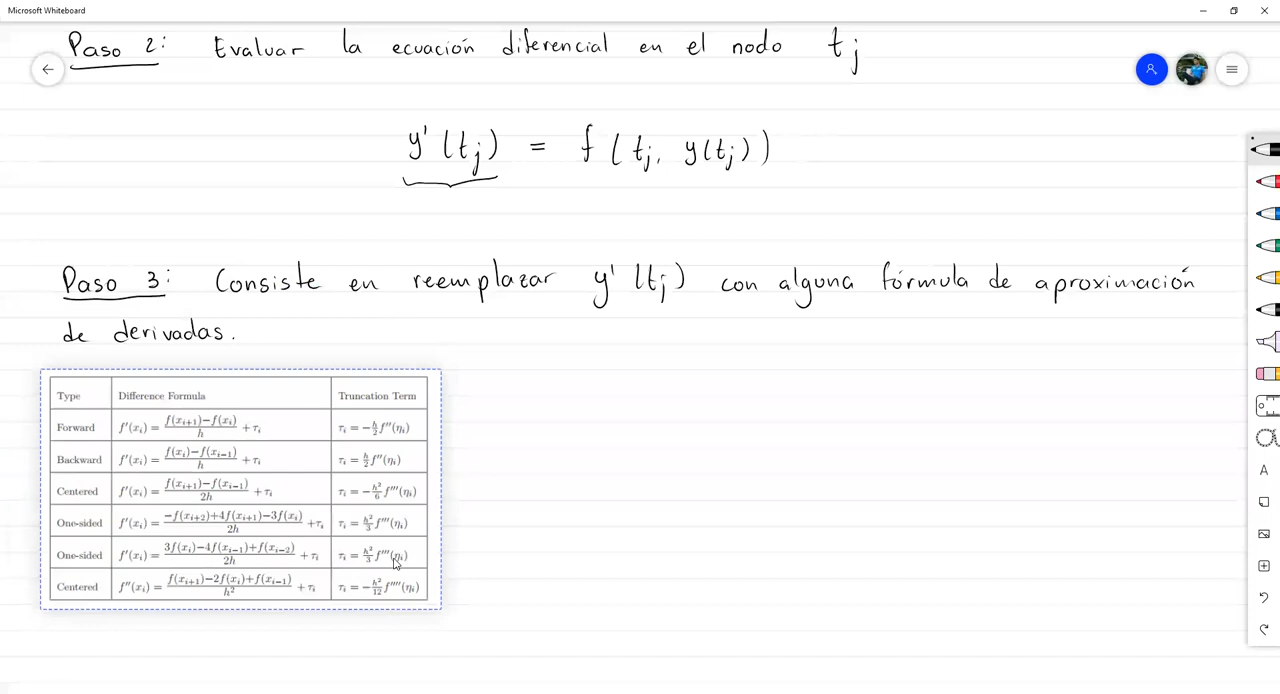 Microsoft Whiteboard
Paso 2: Evaluar la ecuación diferencial en el nodo tⱼ
y'(tⱼ) = f(tⱼ, y(tⱼ))
Paso 3: Consiste en reemplazar y'(tⱼ) con alguna fórmula de aproximación
de derivadas.
Type Difference Formula Truncation Term
Forward f′(xᵢ) = (f(xᵢ₊₁)−f(xᵢ))/h + τᵢ τᵢ = −h/2 f″(ηᵢ)
Backward f′(xᵢ) = (f(xᵢ)−f(xᵢ₋₁))/h + τᵢ τᵢ = h/2 f″(ηᵢ)
Centered f′(xᵢ) = (f(xᵢ₊₁)−f(xᵢ₋₁))/2h + τᵢ τᵢ = −h²/6 f‴(ηᵢ)
One-sided f′(xᵢ) = (−f(xᵢ₊₂)+4f(xᵢ₊₁)−3f(xᵢ))/2h + τᵢ τᵢ = h²/3 f‴(ηᵢ)
One-sided f′(xᵢ) = (3f(xᵢ)−4f(xᵢ₋₁)+f(xᵢ₋₂))/2h + τᵢ τᵢ = h²/3 f‴(ηᵢ)
Centered f″(xᵢ) = (f(xᵢ₊₁)−2f(xᵢ)+f(xᵢ₋₁))/h² + τᵢ τᵢ = −h²/12 f⁗(ηᵢ)
A